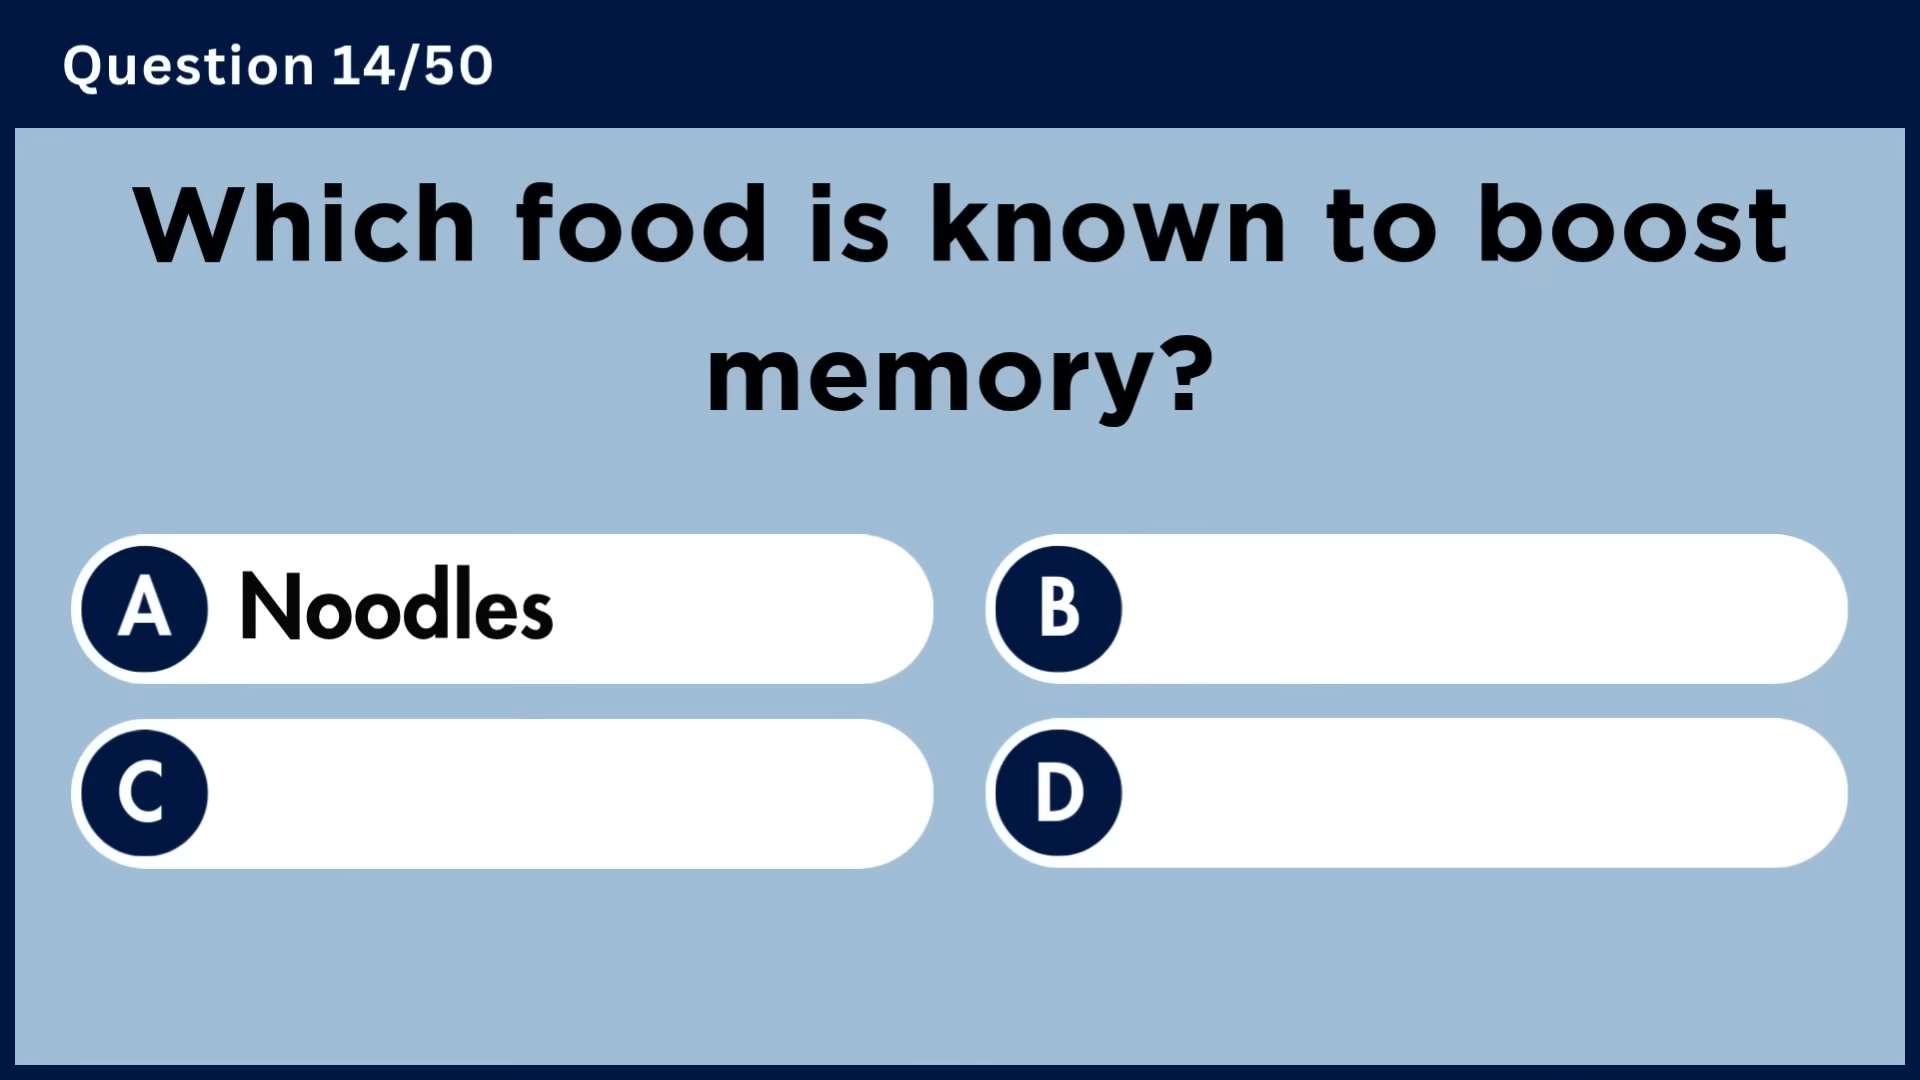 Question 14/50
Which food is known to boost
memory?
A Noodles
B
C
D